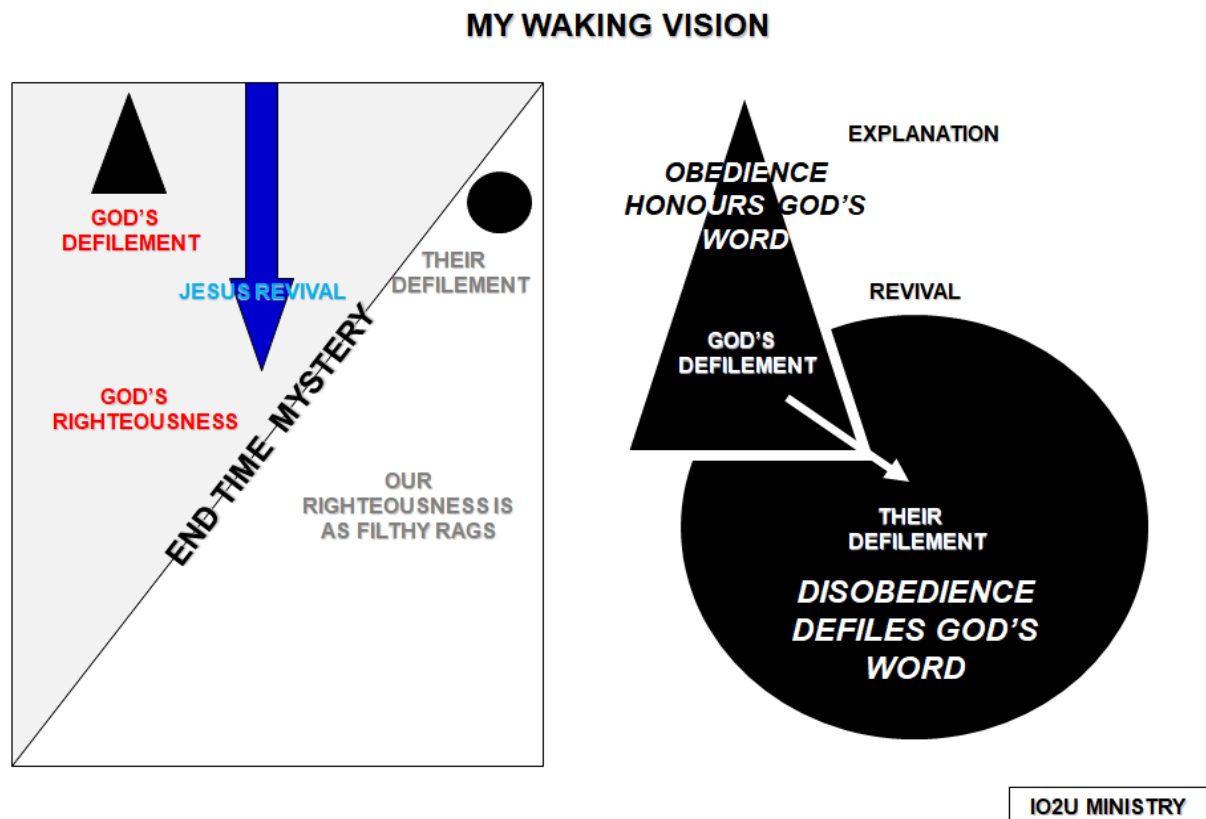 MY WAKING VISION
GOD'S
DEFILEMENT
JESUS REVIVAL
THEIR
DEFILEMENT
GOD'S
RIGHTEOUSNESS
END TIME MYSTERY
OUR
RIGHTEOUSNESS IS
AS FILTHY RAGS
EXPLANATION
OBEDIENCE
HONOURS GOD'S
WORD
REVIVAL
GOD'S
DEFILEMENT
THEIR
DEFILEMENT
DISOBEDIENCE
DEFILES GOD'S
WORD
IO2U MINISTRY